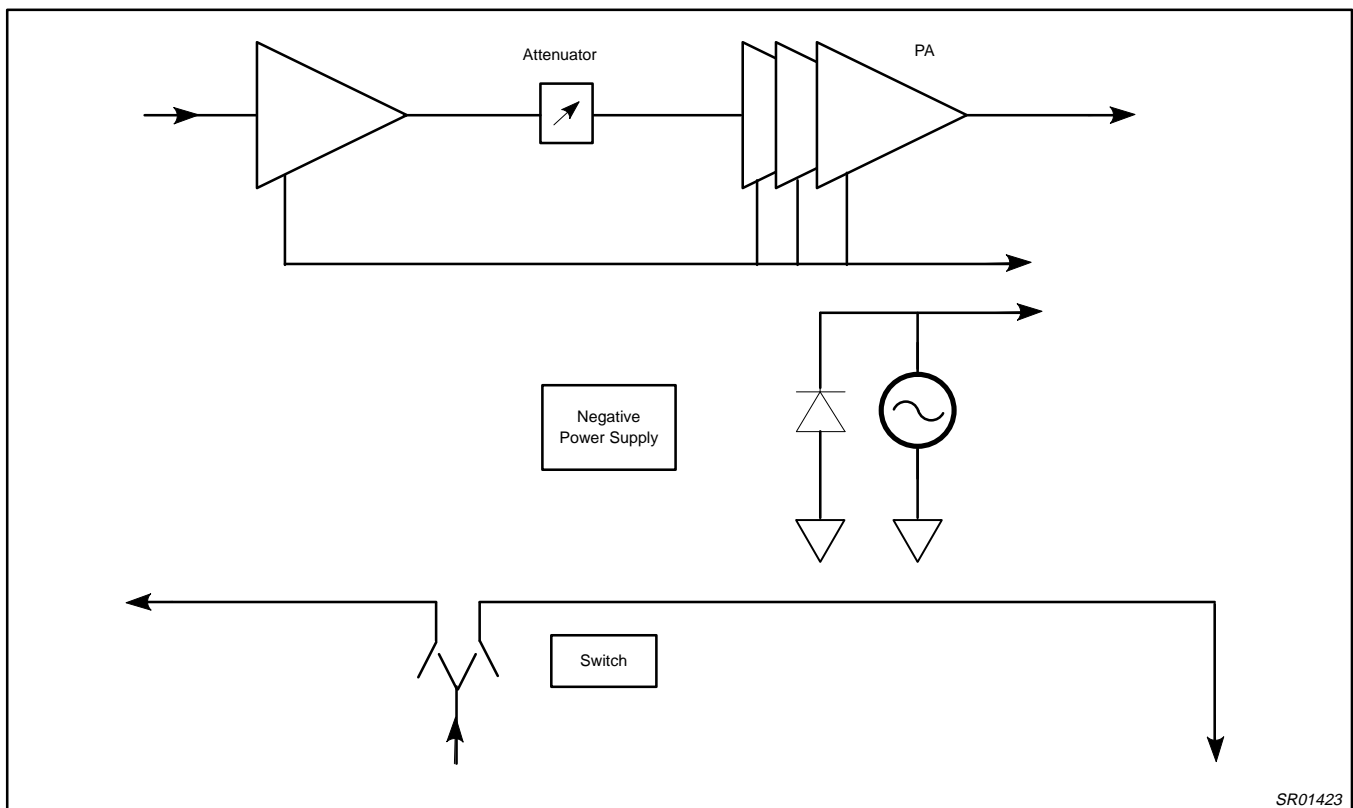 Attenuator
PA
Negative
Power Supply
Switch
SR01423